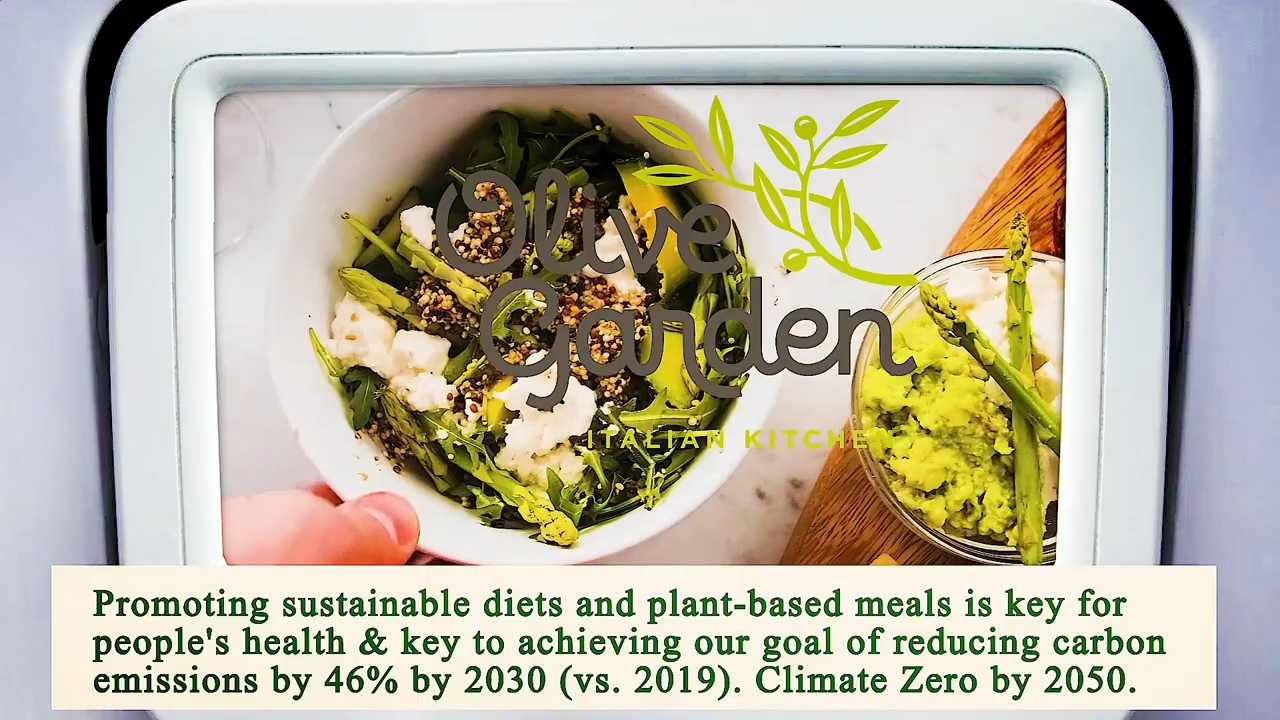 Olive
Garden
ITALIAN KITCHEN
Promoting sustainable diets and plant-based meals is key for
people's health & key to achieving our goal of reducing carbon
emissions by 46% by 2030 (vs. 2019). Climate Zero by 2050.